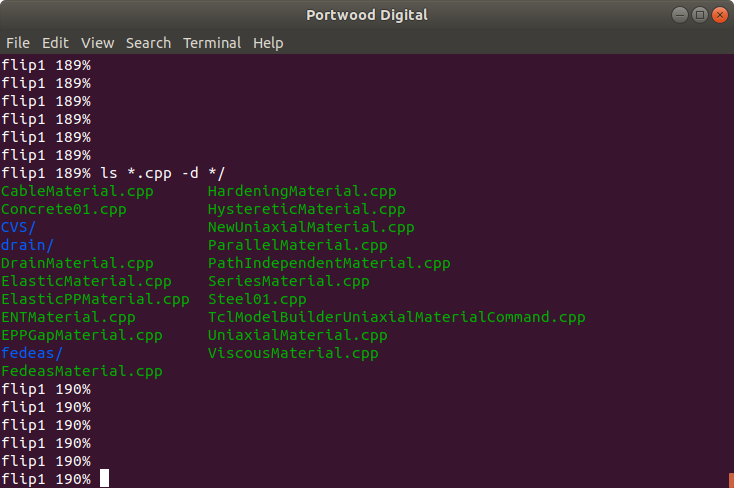 Portwood Digital
File Edit View Search Terminal Help
flip1 189%
flip1 189%
flip1 189%
flip1 189%
flip1 189%
flip1 189%
flip1 189% ls *.cpp -d */
CableMaterial.cpp HardeningMaterial.cpp
Concrete01.cpp HystereticMaterial.cpp
CVS/ NewUniaxialMaterial.cpp
drain/ ParallelMaterial.cpp
DrainMaterial.cpp PathIndependentMaterial.cpp
ElasticMaterial.cpp SeriesMaterial.cpp
ElasticPPMaterial.cpp Steel01.cpp
ENTMaterial.cpp TclModelBuilderUniaxialMaterialCommand.cpp
EPPGapMaterial.cpp UniaxialMaterial.cpp
fedeas/ ViscousMaterial.cpp
FedeasMaterial.cpp
flip1 190%
flip1 190%
flip1 190%
flip1 190%
flip1 190%
flip1 190%